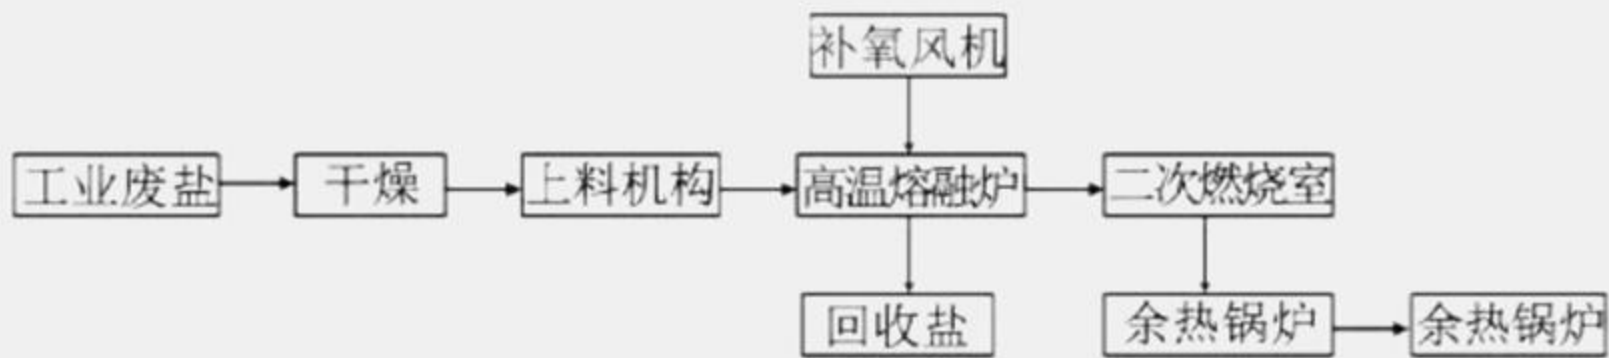 补氧风机
工业废盐
干燥
上料机构
高温熔融炉
二次燃烧室
回收盐
余热锅炉
余热锅炉